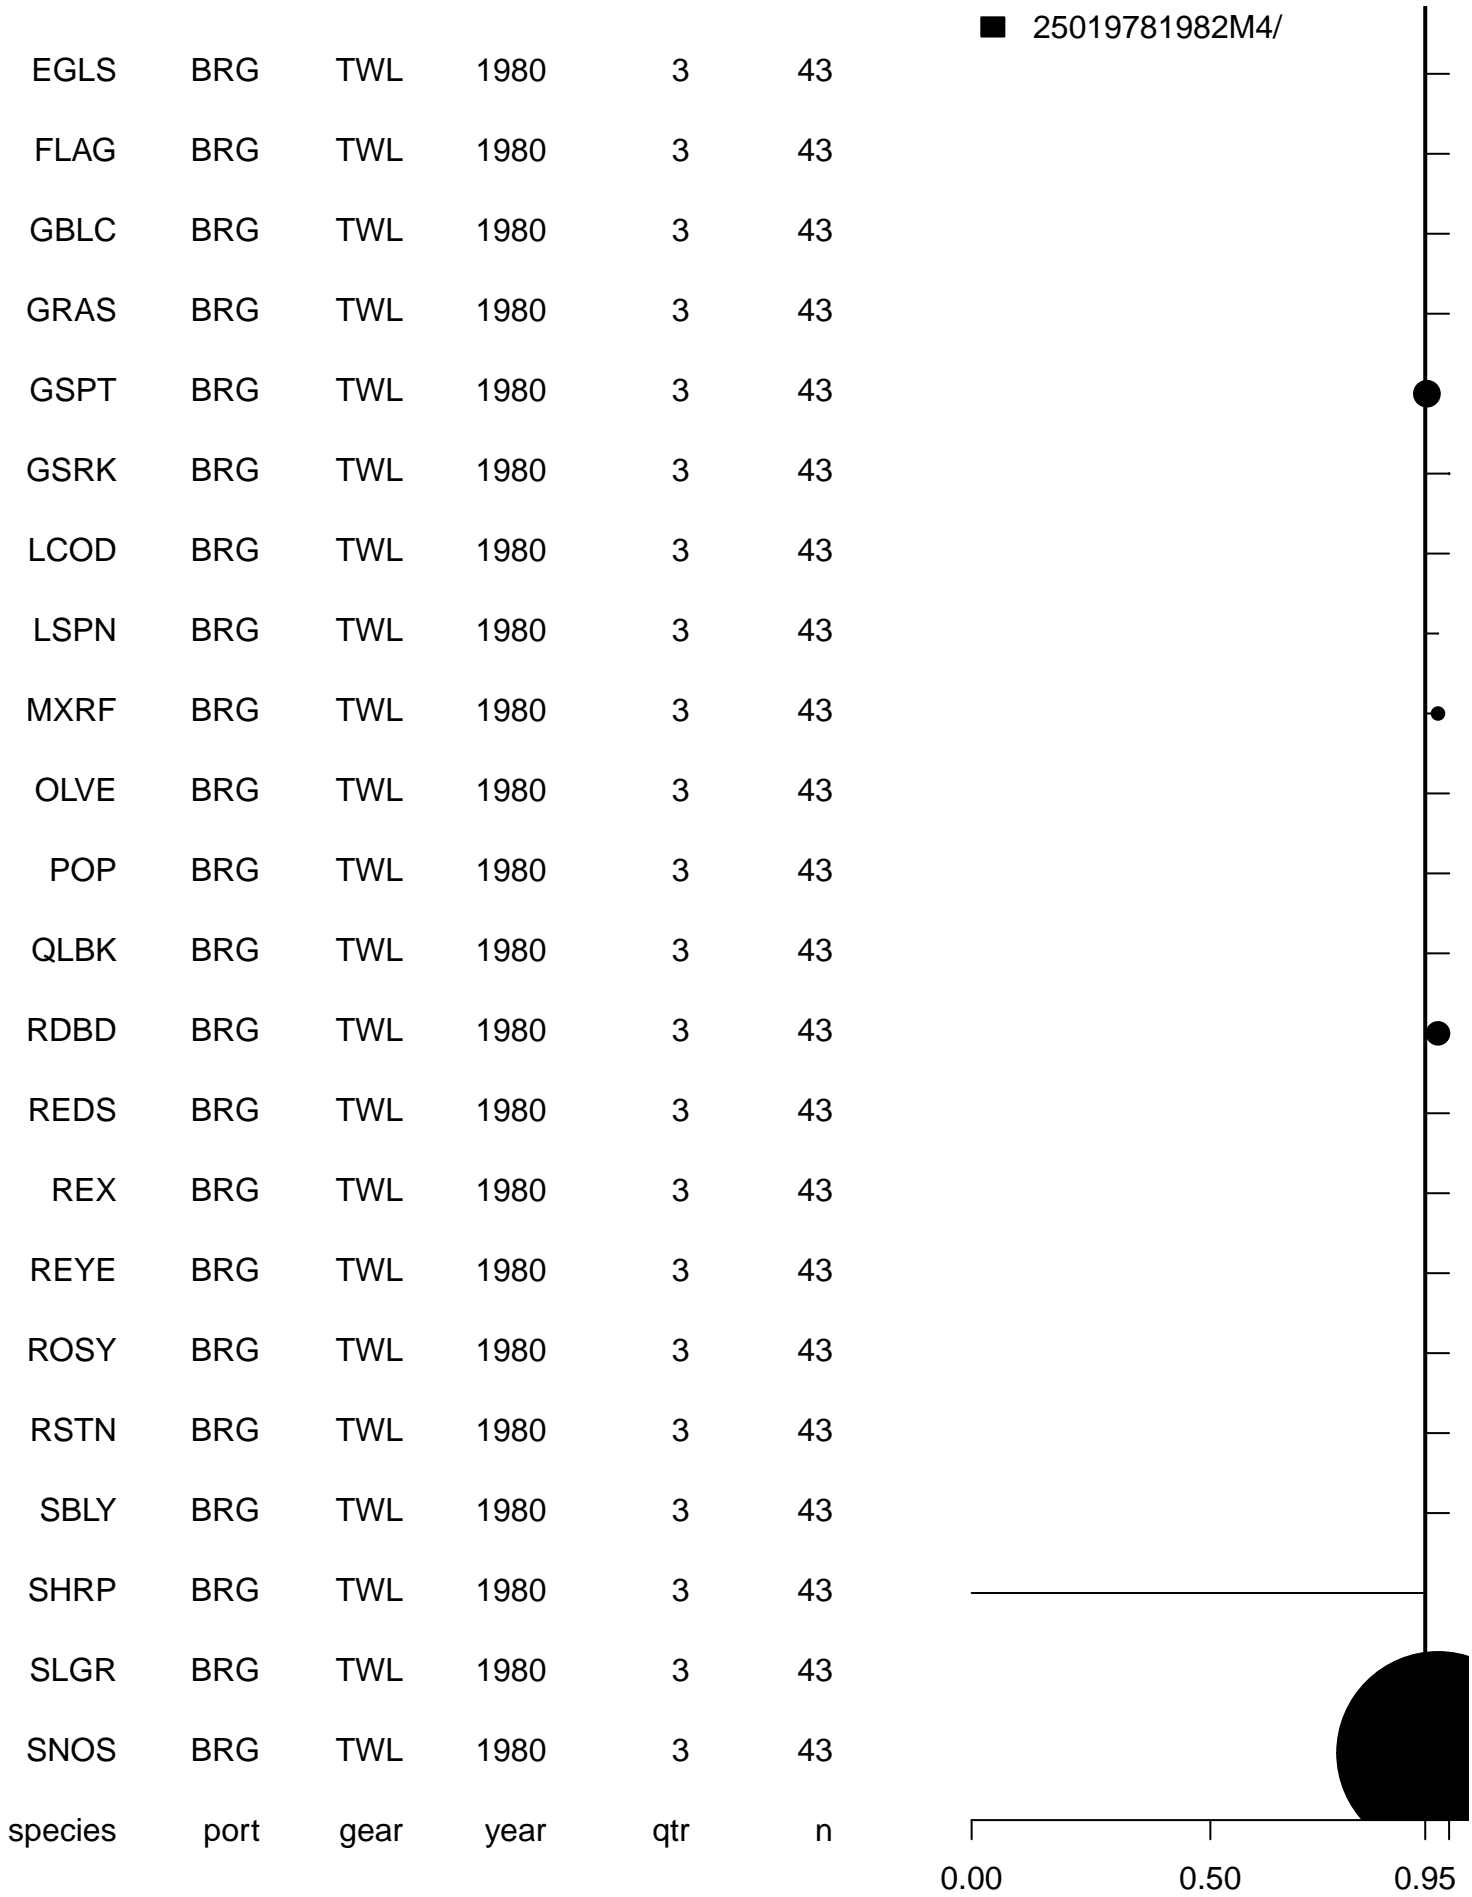 25019781982M4/
EGLS BRG TWL 1980 3 43
FLAG BRG TWL 1980 3 43
GBLC BRG TWL 1980 3 43
GRAS BRG TWL 1980 3 43
GSPT BRG TWL 1980 3 43
GSRK BRG TWL 1980 3 43
LCOD BRG TWL 1980 3 43
LSPN BRG TWL 1980 3 43
MXRF BRG TWL 1980 3 43
OLVE BRG TWL 1980 3 43
POP BRG TWL 1980 3 43
QLBK BRG TWL 1980 3 43
RDBD BRG TWL 1980 3 43
REDS BRG TWL 1980 3 43
REX BRG TWL 1980 3 43
REYE BRG TWL 1980 3 43
ROSY BRG TWL 1980 3 43
RSTN BRG TWL 1980 3 43
SBLY BRG TWL 1980 3 43
SHRP BRG TWL 1980 3 43
SLGR BRG TWL 1980 3 43
SNOS BRG TWL 1980 3 43
species port gear year qtr n
0.00 0.50 0.95